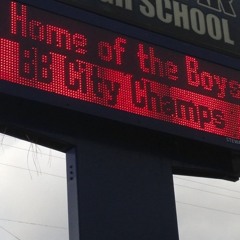 SCHOOL
Home of the Boys
BB City Champs